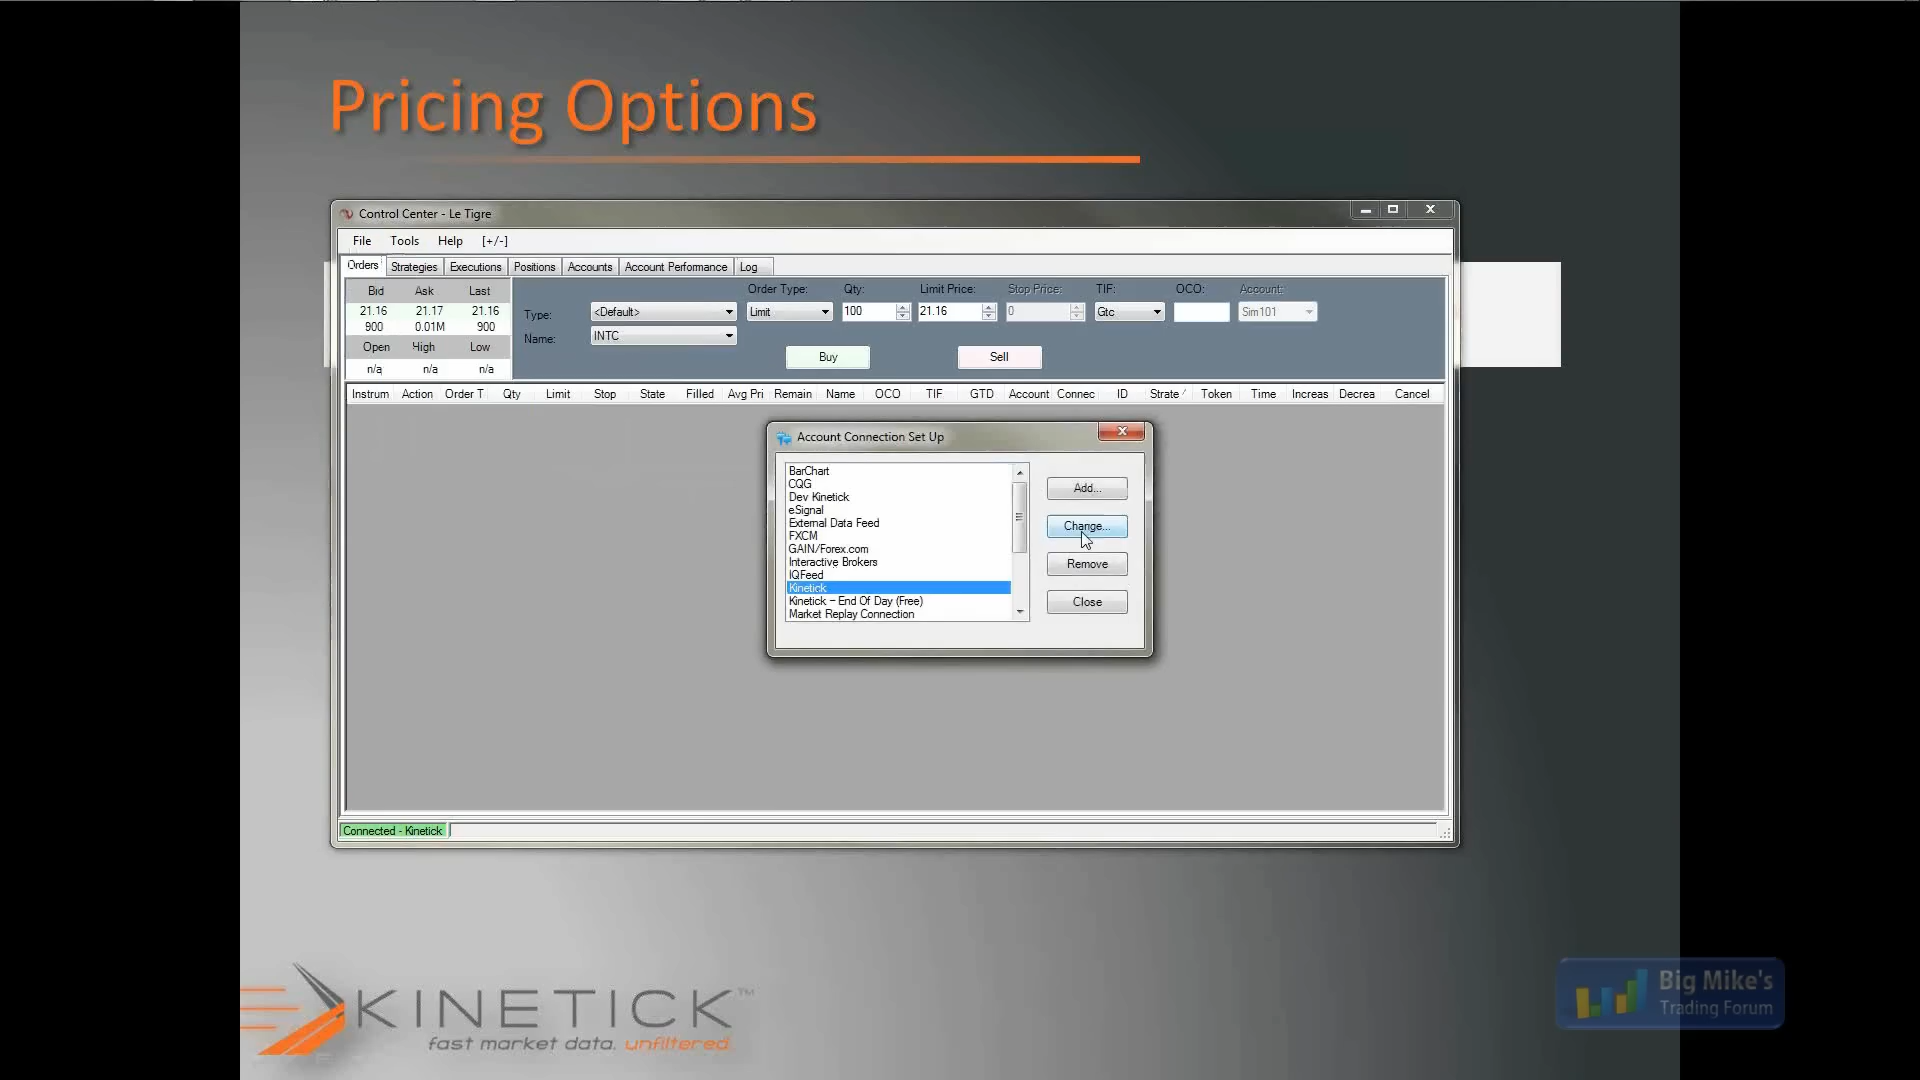 Pricing Options
Control Center - Le Tigre
File Tools Help [+/-]
Orders Strategies Executions Positions Accounts Account Performance Log
Bid Ask Last
21.16 21.17 21.16
900 0.01M 900
Open High Low
n/a n/a n/a
Order Type: Qty: Limit Price: Stop Price: TIF: OCO: Account:
Type: <Default> Limit 100 21.16 0 Gtc Sim101
Name: INTC
Buy Sell
Instrum Action Order T Qty Limit Stop State Filled Avg Pri Remain Name OCO TIF GTD Account Connec ID Strate Token Time Increas Decrea Cancel
Account Connection Set Up
BarChart
CQG
Dev Kinetick
eSignal
External Data Feed
FXCM
GAIN/Forex.com
Interactive Brokers
IQFeed
Kinetick
Kinetick - End Of Day (Free)
Market Replay Connection
Add...
Change...
Remove
Close
Connected - Kinetick
KINETICK™
fast market data. unfiltered.
Big Mike's
Trading Forum